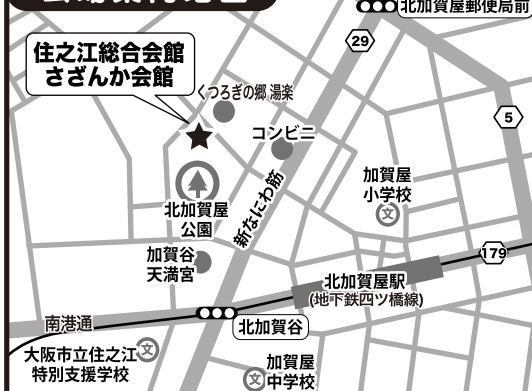 北加賀屋郵便局前
29
住之江総合会館
さざんか会館
くつろぎの郷 湯楽
5
コンビニ
加賀屋
小学校
文
新なにわ筋
北加賀屋
公園
加賀谷
天満宮
179
北加賀屋駅
(地下鉄四ツ橋線)
南港通
北加賀谷
大阪市立住之江
特別支援学校
文
加賀屋
中学校
文